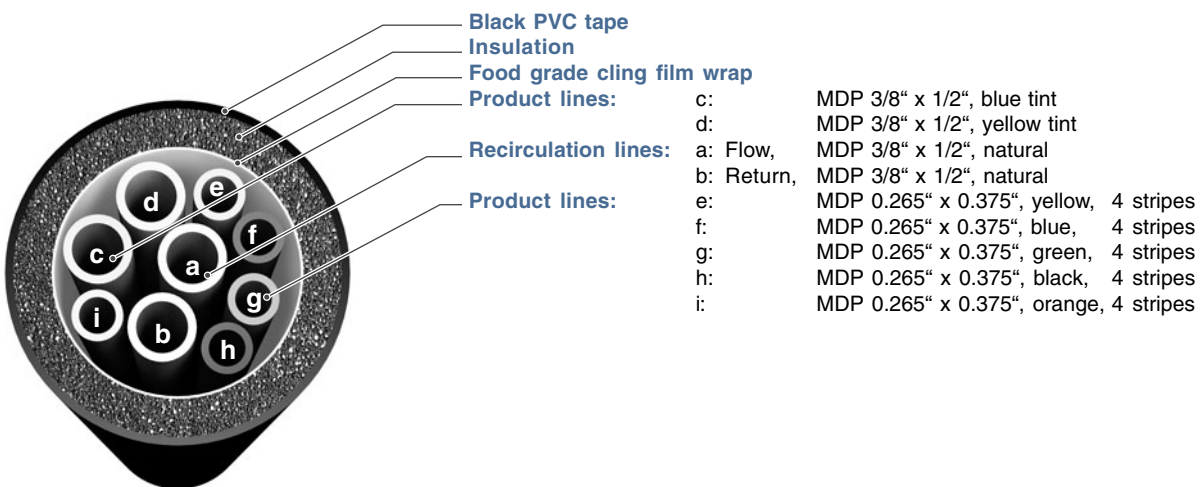 Black PVC tape
Insulation
Food grade cling film wrap
Product lines: c: MDP 3/8“ x 1/2“, blue tint
d: MDP 3/8“ x 1/2“, yellow tint
Recirculation lines: a: Flow, MDP 3/8“ x 1/2“, natural
b: Return, MDP 3/8“ x 1/2“, natural
Product lines: e: MDP 0.265“ x 0.375“, yellow, 4 stripes
f: MDP 0.265“ x 0.375“, blue, 4 stripes
g: MDP 0.265“ x 0.375“, green, 4 stripes
h: MDP 0.265“ x 0.375“, black, 4 stripes
i: MDP 0.265“ x 0.375“, orange, 4 stripes
d
e
f
c
a
g
i
b
h